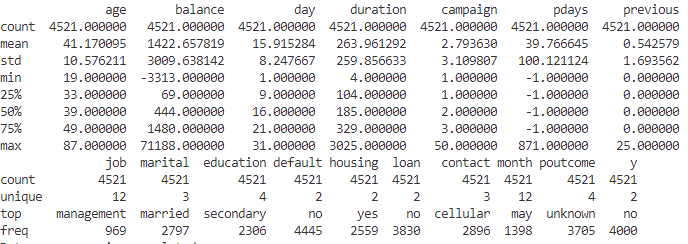 age balance day duration campaign pdays previous
count 4521.000000 4521.000000 4521.000000 4521.000000 4521.000000 4521.000000 4521.000000
mean 41.170095 1422.657819 15.915284 263.961292 2.793630 39.766645 0.542579
std 10.576211 3009.638142 8.247667 259.856633 3.109807 100.121124 1.693562
min 19.000000 -3313.000000 1.000000 4.000000 1.000000 -1.000000 0.000000
25% 33.000000 69.000000 9.000000 104.000000 1.000000 -1.000000 0.000000
50% 39.000000 444.000000 16.000000 185.000000 2.000000 -1.000000 0.000000
75% 49.000000 1480.000000 21.000000 329.000000 3.000000 -1.000000 0.000000
max 87.000000 71188.000000 31.000000 3025.000000 50.000000 871.000000 25.000000
job marital education default housing loan contact month poutcome y
count 4521 4521 4521 4521 4521 4521 4521 4521 4521 4521
unique 12 3 4 2 2 2 3 12 4 2
top management married secondary no yes no cellular may unknown no
freq 969 2797 2306 4445 2559 3830 2896 1398 3705 4000